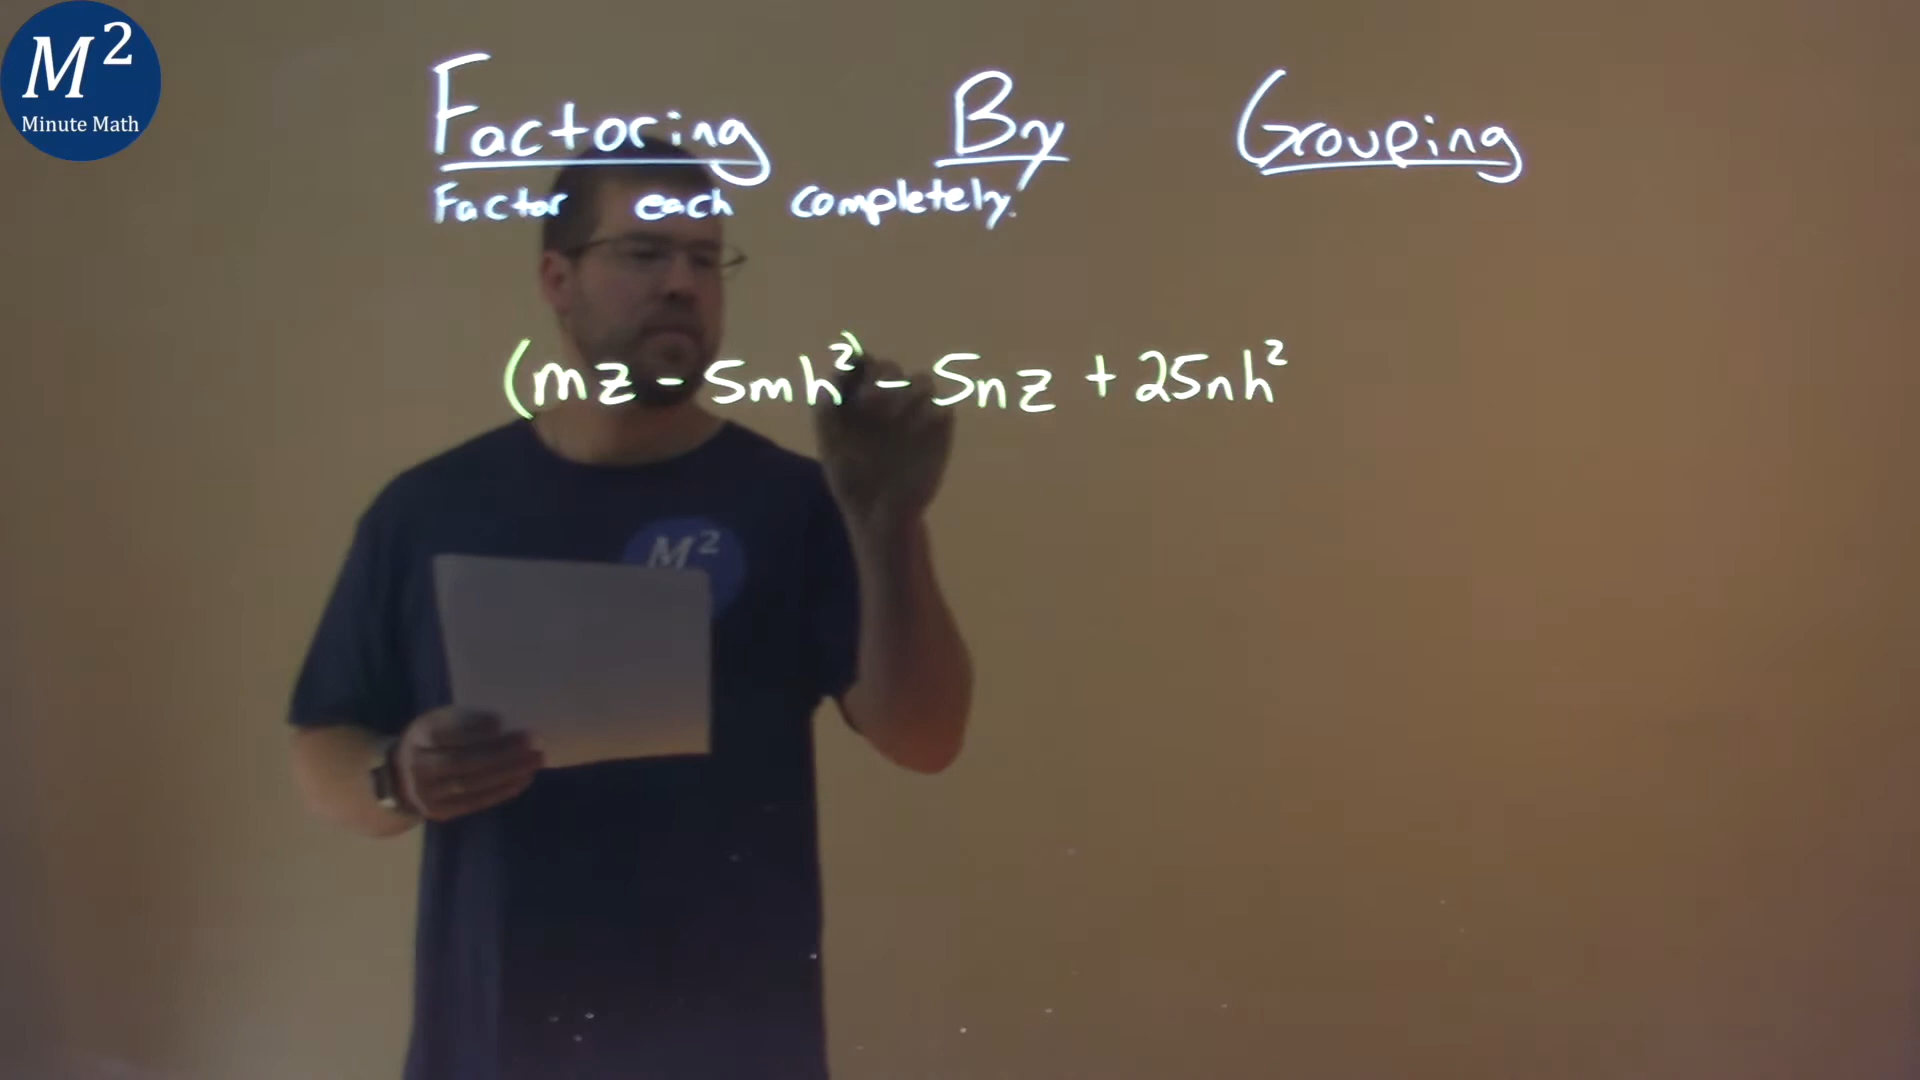 M²
Minute Math
Factoring By Grouping
Factor each completely.
(mz - 5mh²) - 5nz + 25nh²
M²